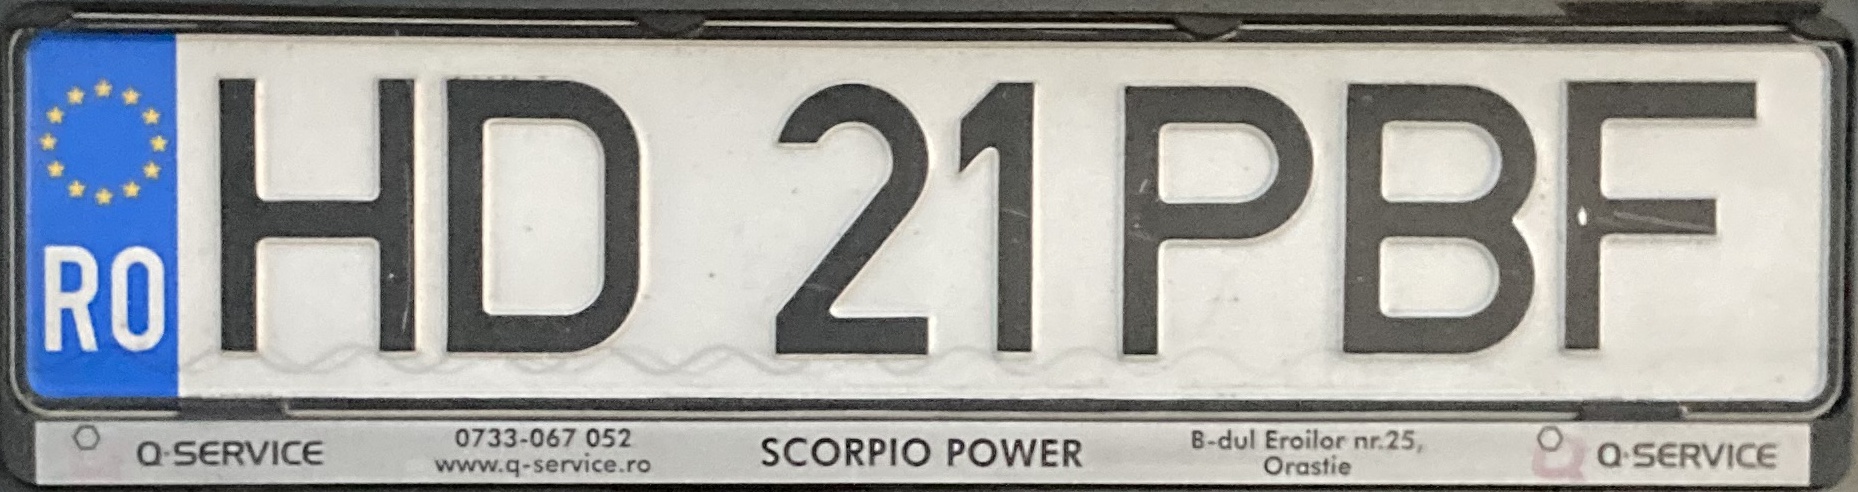 RO HD 21 PBF
Q·SERVICE
0733-067 052
www.q-service.ro
SCORPIO POWER
B-dul Eroilor nr.25,
Orastie
Q·SERVICE